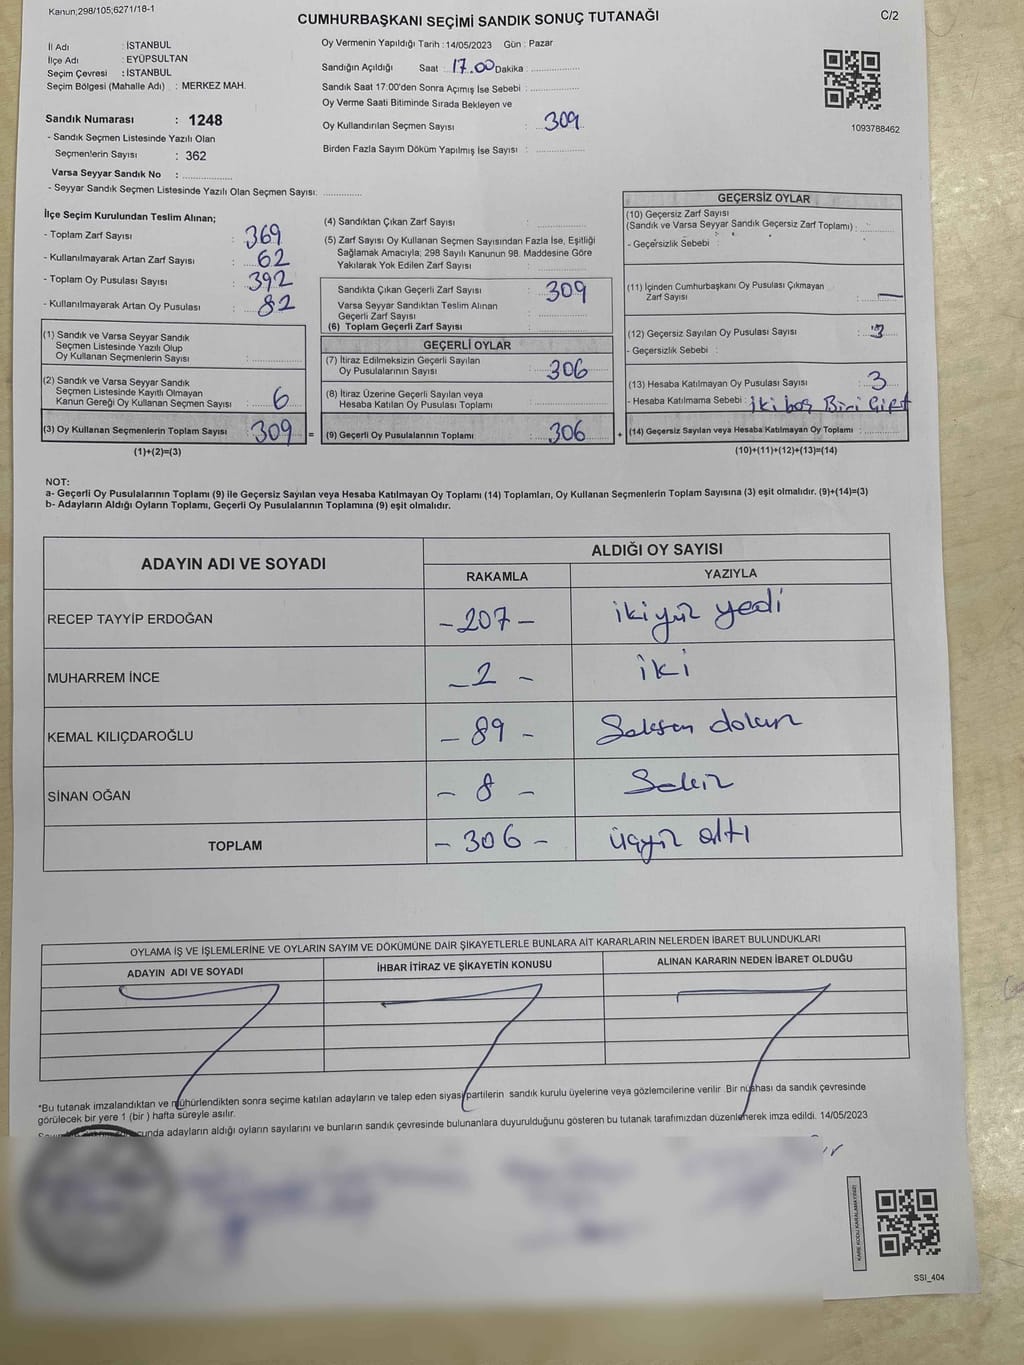 Kanun,298/105;6271/18-1
CUMHURBAŞKANI SEÇİMİ SANDIK SONUÇ TUTANAĞI
C/2
İl Adı : İSTANBUL
İlçe Adı : EYÜPSULTAN
Seçim Çevresi : İSTANBUL
Seçim Bölgesi (Mahalle Adı) : MERKEZ MAH.
Sandık Numarası : 1248
- Sandık Seçmen Listesinde Yazılı Olan
Seçmenlerin Sayısı : 362
Varsa Seyyar Sandık No : ..............
- Seyyar Sandık Seçmen Listesinde Yazılı Olan Seçmen Sayısı: ..............
Oy Vermenin Yapıldığı Tarih : 14/05/2023 Gün : Pazar
Sandığın Açıldığı Saat : 17.00 Dakika : ..............
Sandık Saat 17:00'den Sonra Açımış İse Sebebi : ..............
Oy Verme Saati Bitiminde Sırada Bekleyen ve
Oy Kullandırılan Seçmen Sayısı : 309
Birden Fazla Sayım Döküm Yapılmış İse Sayısı : ..............
1093788462
İlçe Seçim Kurulundan Teslim Alınan;
- Toplam Zarf Sayısı : 369
- Kullanılmayarak Artan Zarf Sayısı : 62
- Toplam Oy Pusulası Sayısı : 392
- Kullanılmayarak Artan Oy Pusulası : 82
(1) Sandık ve Varsa Seyyar Sandık
Seçmen Listesinde Yazılı Olup
Oy Kullanan Seçmenlerin Sayısı : ..............
(2) Sandık ve Varsa Seyyar Sandık
Seçmen Listesinde Kayıtlı Olmayan
Kanun Gereği Oy Kullanan Seçmen Sayısı : 6
(3) Oy Kullanan Seçmenlerin Toplam Sayısı : 309 =
(1)+(2)=(3)
(4) Sandıktan Çıkan Zarf Sayısı : ..............
(5) Zarf Sayısı Oy Kullanan Seçmen Sayısından Fazla İse, Eşitliği
Sağlamak Amacıyla; 298 Sayılı Kanunun 98. Maddesine Göre
Yakılarak Yok Edilen Zarf Sayısı : ..............
Sandıkta Çıkan Geçerli Zarf Sayısı : 309
Varsa Seyyar Sandıktan Teslim Alınan
Geçerli Zarf Sayısı : ..............
(6) Toplam Geçerli Zarf Sayısı : ..............
GEÇERLİ OYLAR
(7) İtiraz Edilmeksizin Geçerli Sayılan
Oy Pusulalarının Sayısı : 306
(8) İtiraz Üzerine Geçerli Sayılan veya
Hesaba Katılan Oy Pusulası Toplamı : ..............
(9) Geçerli Oy Pusulalarının Toplamı : 306 +
GEÇERSİZ OYLAR
(10) Geçersiz Zarf Sayısı
(Sandık ve Varsa Seyyar Sandık Geçersiz Zarf Toplamı) : ......
- Geçersizlik Sebebi :
(11) İçinden Cumhurbaşkanı Oy Pusulası Çıkmayan
Zarf Sayısı : —
(12) Geçersiz Sayılan Oy Pusulası Sayısı : 3
- Geçersizlik Sebebi :
(13) Hesaba Katılmayan Oy Pusulası Sayısı : 3
- Hesaba Katılmama Sebebi : iki boş Biri
(14) Geçersiz Sayılan veya Hesaba Katılmayan Oy Toplamı : ..............
(10)+(11)+(12)+(13)=(14)
NOT:
a- Geçerli Oy Pusulalarının Toplamı (9) ile Geçersiz Sayılan veya Hesaba Katılmayan Oy Toplamı (14) Toplamları, Oy Kullanan Seçmenlerin Toplam Sayısına (3) eşit olmalıdır. (9)+(14)=(3)
b- Adayların Aldığı Oyların Toplamı, Geçerli Oy Pusulalarının Toplamına (9) eşit olmalıdır.
ADAYIN ADI VE SOYADI
ALDIĞI OY SAYISI
RAKAMLA YAZIYLA
RECEP TAYYİP ERDOĞAN -207- ikiyüz yedi
MUHARREM İNCE -2- iki
KEMAL KILIÇDAROĞLU -89- Seksen dokuz
SİNAN OĞAN -8- Sekiz
TOPLAM -306- üçyüz altı
OYLAMA İŞ VE İŞLEMLERİNE VE OYLARIN SAYIM VE DÖKÜMÜNE DAİR ŞİKAYETLERLE BUNLARA AİT KARARLARIN NELERDEN İBARET BULUNDUKLARI
ADAYIN ADI VE SOYADI İHBAR İTİRAZ VE ŞİKAYETİN KONUSU ALINAN KARARIN NEDEN İBARET OLDUĞU
*Bu tutanak imzalandıktan ve mühürlendikten sonra seçime katılan adayların ve talep eden siyasi partilerin sandık kurulu üyelerine veya gözlemcilerine verilir .Bir nüshası da sandık çevresinde
görülecek bir yere 1 (bir ) hafta süreyle asılır.
adayların aldığı oyların sayılarını ve bunların sandık çevresinde bulunanlara duyurulduğunu gösteren bu tutanak tarafımızdan düzenlenerek imza edildi. 14/05/2023
KARE KODU KARALAMAYINIZ!
SSİ_404